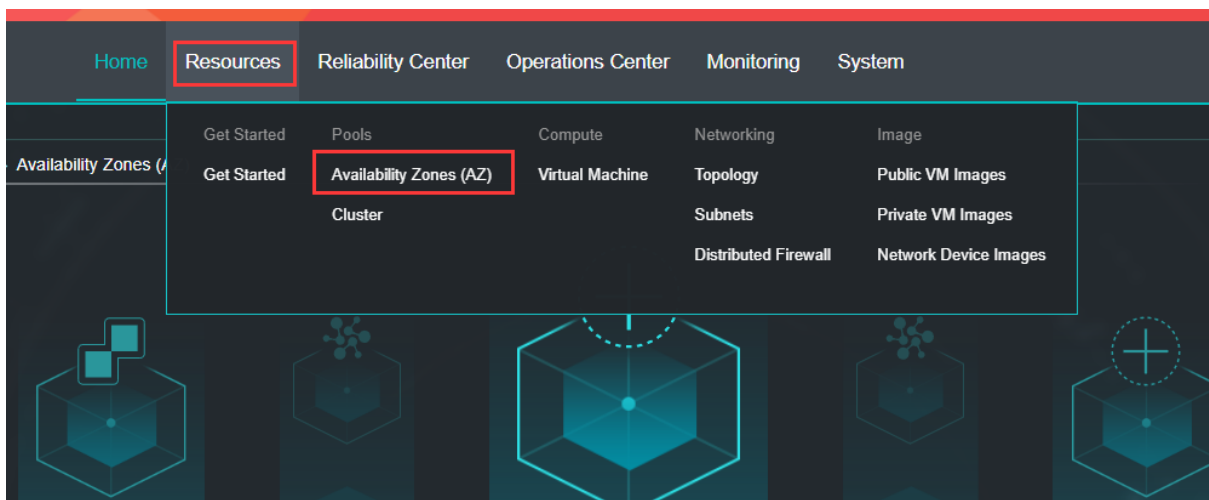 Home Resources Reliability Center Operations Center Monitoring System
Get Started Pools Compute Networking Image
Availability Zones (
Get Started Availability Zones (AZ) Virtual Machine Topology Public VM Images
Cluster Subnets Private VM Images
Distributed Firewall Network Device Images